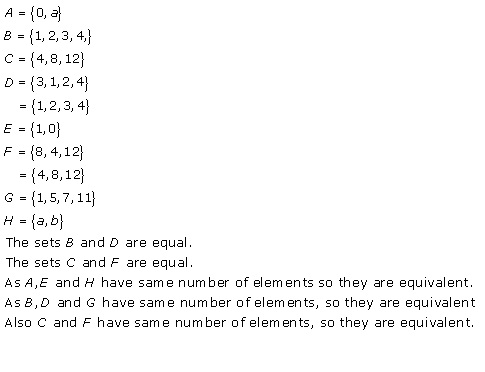 A = {0, a}
B = {1, 2, 3, 4,}
C = {4, 8, 12}
D = {3, 1, 2, 4}
= {1, 2, 3, 4}
E = {1, 0}
F = {8, 4, 12}
= {4, 8, 12}
G = {1, 5, 7, 11}
H = {a, b}
The sets B and D are equal.
The sets C and F are equal.
As A,E and H have same number of elements so they are equivalent.
As B,D and G have same number of elements, so they are equivalent
Also C and F have same number of elements, so they are equivalent.